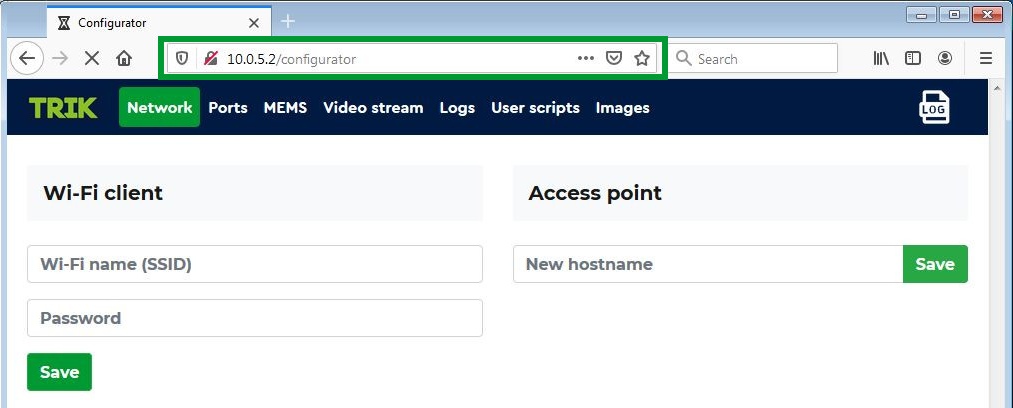 Configurator
10.0.5.2/configurator
Search
TRIK Network Ports MEMS Video stream Logs User scripts Images LOG
Wi-Fi client
Access point
Wi-Fi name (SSID)
New hostname Save
Password
Save